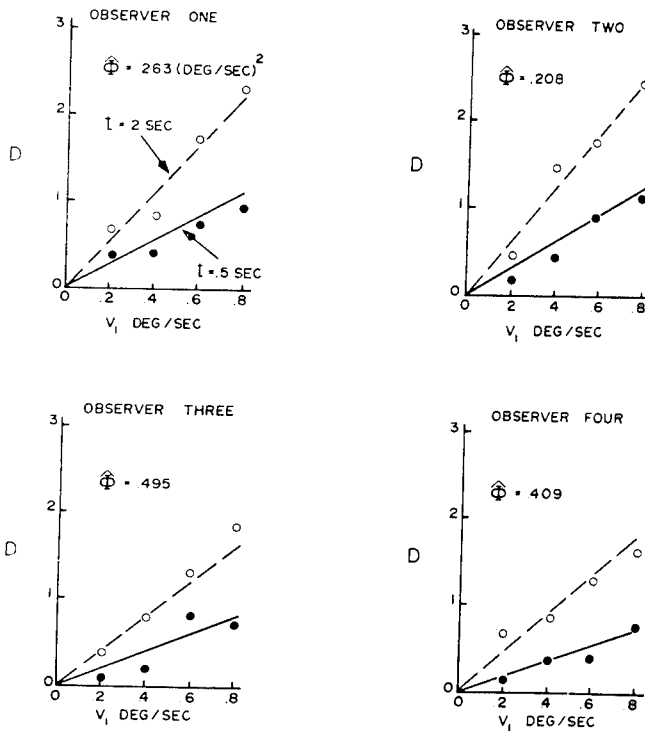 OBSERVER ONE
Φ̂ = .263 (DEG/SEC)²
t = 2 SEC
t = .5 SEC
D
3
2
1
0
0 .2 .4 .6 .8
V₁ DEG/SEC
OBSERVER TWO
Φ̂ = .208
D
3
2
1
0
0 .2 .4 .6 .8
V₁ DEG/SEC
OBSERVER THREE
Φ̂ = .495
D
3
2
1
0
0 .2 .4 .6 .8
V₁ DEG/SEC
OBSERVER FOUR
Φ̂ = .409
D
3
2
1
0
0 .2 .4 .6 .8
V₁ DEG/SEC